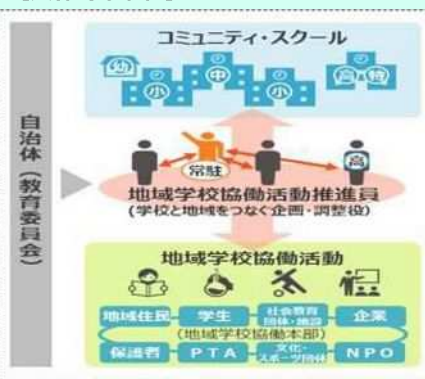 コミュニティ・スクール
幼
小
中
小
高・特
自治体（教育委員会）
常駐
高
地域学校協働活動推進員
(学校と地域をつなぐ企画・調整役)
地域学校協働活動
地域住民
学生
社会教育
団体・施設
企業
(地域学校協働本部)
保護者
PTA
文化・
スポーツ団体
NPO